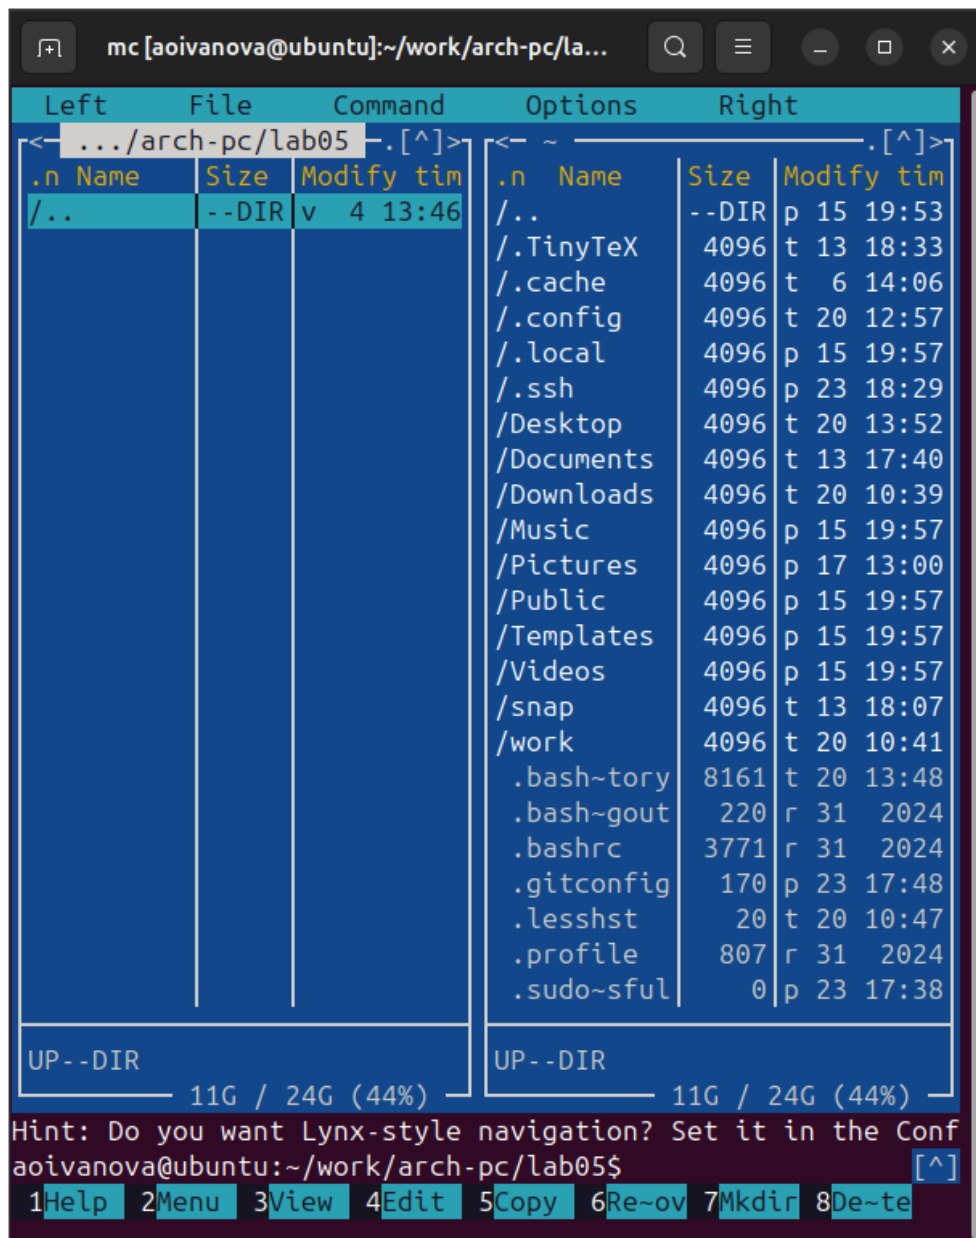 mc [aoivanova@ubuntu]:~/work/arch-pc/la...
Left File Command Options Right
<- .../arch-pc/lab05 -.[^]>
.n Name Size Modify tim
/.. --DIR v 4 13:46
UP--DIR
11G / 24G (44%)
<- ~ .[^]>
.n Name Size Modify tim
/.. --DIR p 15 19:53
/.TinyTeX 4096 t 13 18:33
/.cache 4096 t 6 14:06
/.config 4096 t 20 12:57
/.local 4096 p 15 19:57
/.ssh 4096 p 23 18:29
/Desktop 4096 t 20 13:52
/Documents 4096 t 13 17:40
/Downloads 4096 t 20 10:39
/Music 4096 p 15 19:57
/Pictures 4096 p 17 13:00
/Public 4096 p 15 19:57
/Templates 4096 p 15 19:57
/Videos 4096 p 15 19:57
/snap 4096 t 13 18:07
/work 4096 t 20 10:41
.bash~tory 8161 t 20 13:48
.bash~gout 220 r 31 2024
.bashrc 3771 r 31 2024
.gitconfig 170 p 23 17:48
.lesshst 20 t 20 10:47
.profile 807 r 31 2024
.sudo~sful 0 p 23 17:38
UP--DIR
11G / 24G (44%)
Hint: Do you want Lynx-style navigation? Set it in the Conf
aoivanova@ubuntu:~/work/arch-pc/lab05$ [^]
1Help 2Menu 3View 4Edit 5Copy 6Re~ov 7Mkdir 8De~te